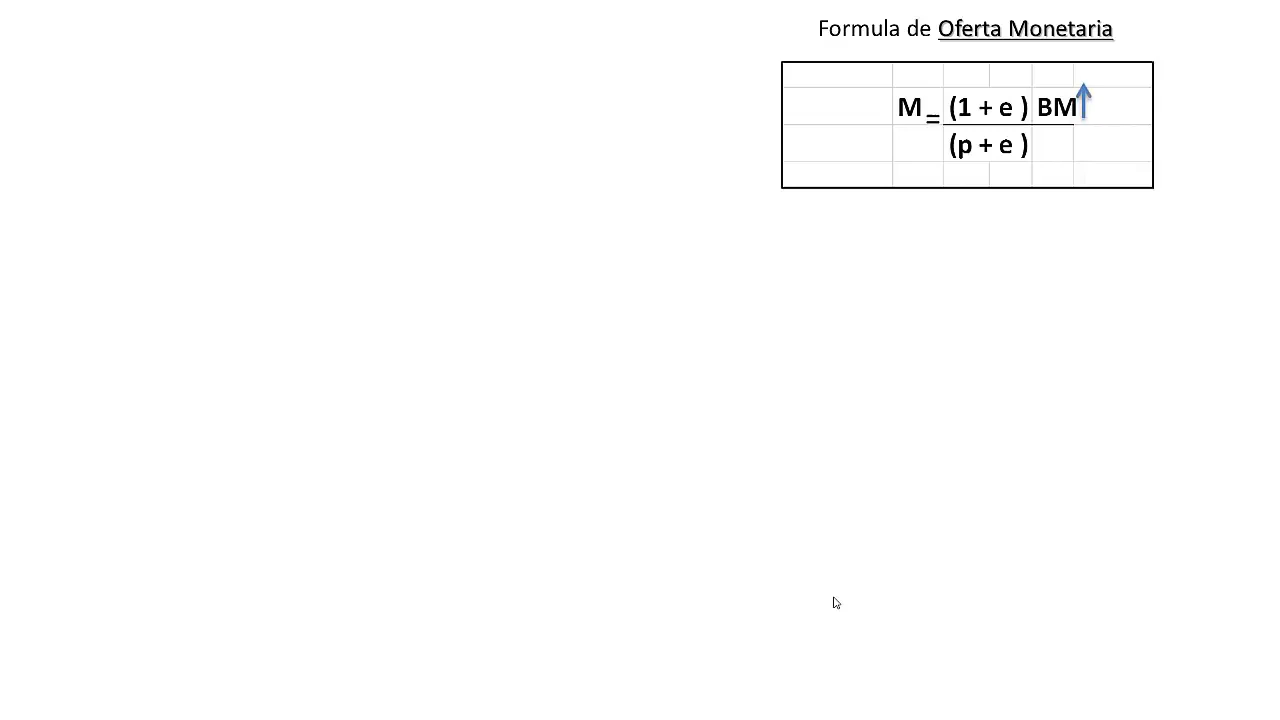 Formula de Oferta Monetaria
M = (1 + e ) BM
(p + e )